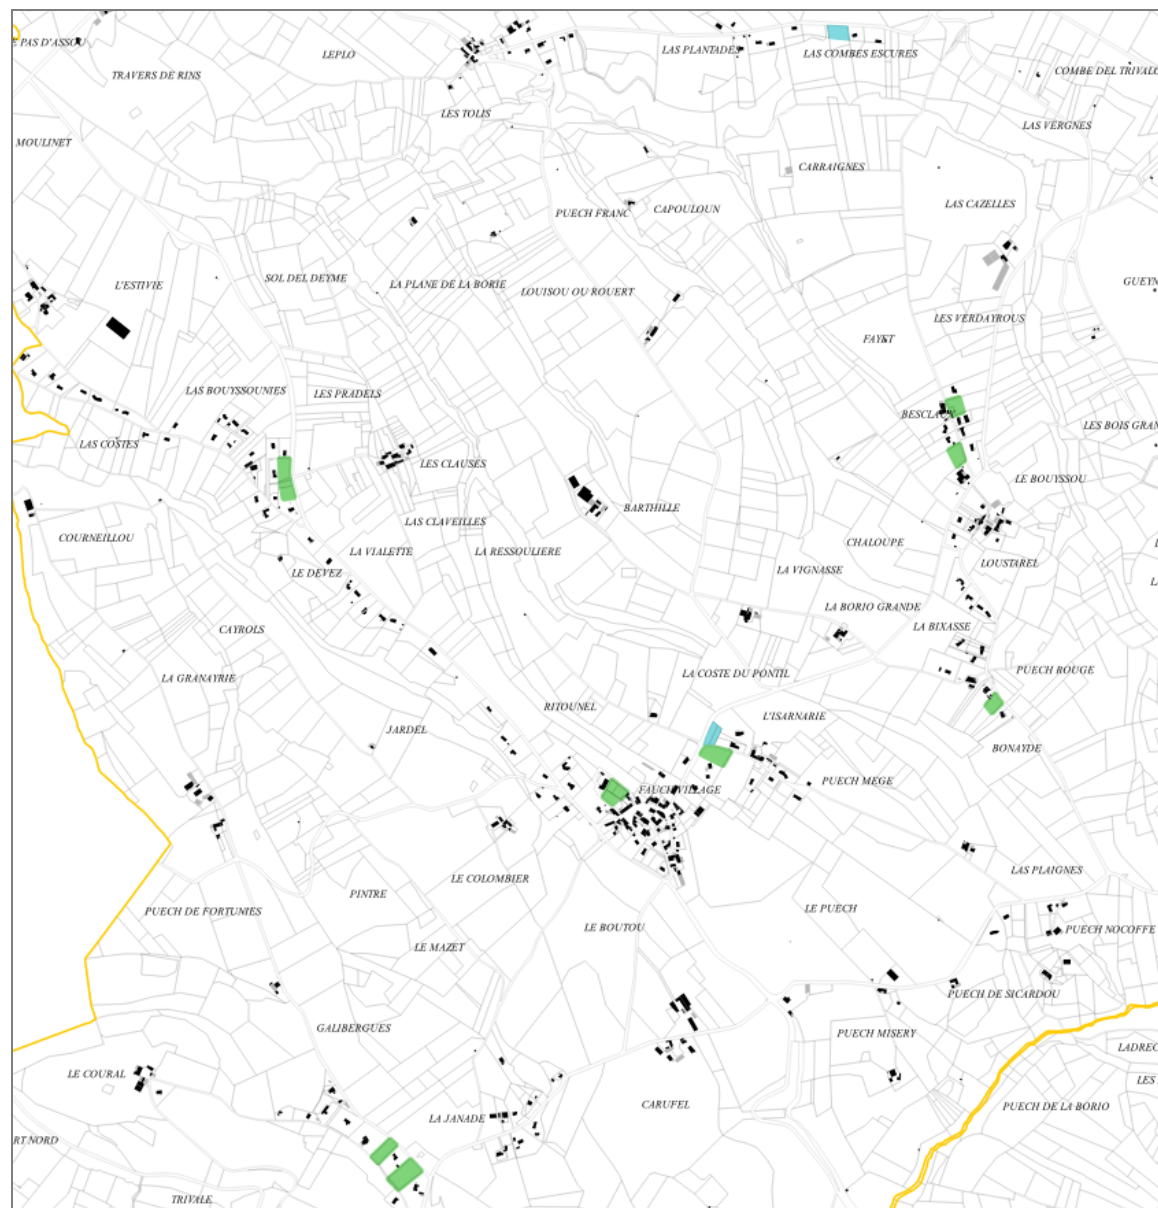 E PAS D'ASSOU
LEPLO
LAS PLANTADES
LAS COMBES ESCURES
TRAVERS DE RINS
COMBE DEL TRIVALO
LES TOLIS
LAS VERGNES
MOULINET
CARRAIGNES
PUECH FRANC
CAPOULOUN
LAS CAZELLES
L'ESTIVIE
SOL DEL DEYME
LA PLANE DE LA BORIE
LOUISOU OU ROUERT
GUEYN
LES VERDAYROUS
FAYET
LAS BOUYSSOUNIES
LES PRADELS
BESCLAUX
LES BOIS GRAN
LAS COSTES
LES CLAUSES
LE BOUYSSOU
BARTHILLE
LAS CLAVEILLES
COURNEILLOU
LA VIALETTE
LA RESSOULIERE
CHALOUPE
LOUSTAREL
LE DEVEZ
LA VIGNASSE
LA BORIO GRANDE
CAYROLS
LA BIXASSE
LA GRANAYRIE
LA COSTE DU PONTIL
PUECH ROUGE
RITOUNEL
L'ISARNARIE
JARDEL
BONAYDE
FAUCH VILLAGE
PUECH MEGE
LE COLOMBIER
LAS PLAIGNES
PINTRE
PUECH DE FORTUNIES
LE PUECH
LE BOUTOU
PUECH NOCOFFE
LE MAZET
PUECH DE SICARDOU
GALIBERGUES
PUECH MISERY
LADREC
LE COURAL
LES
CARUFEL
PUECH DE LA BORIO
LA JANADE
RT NORD
TRIVALE